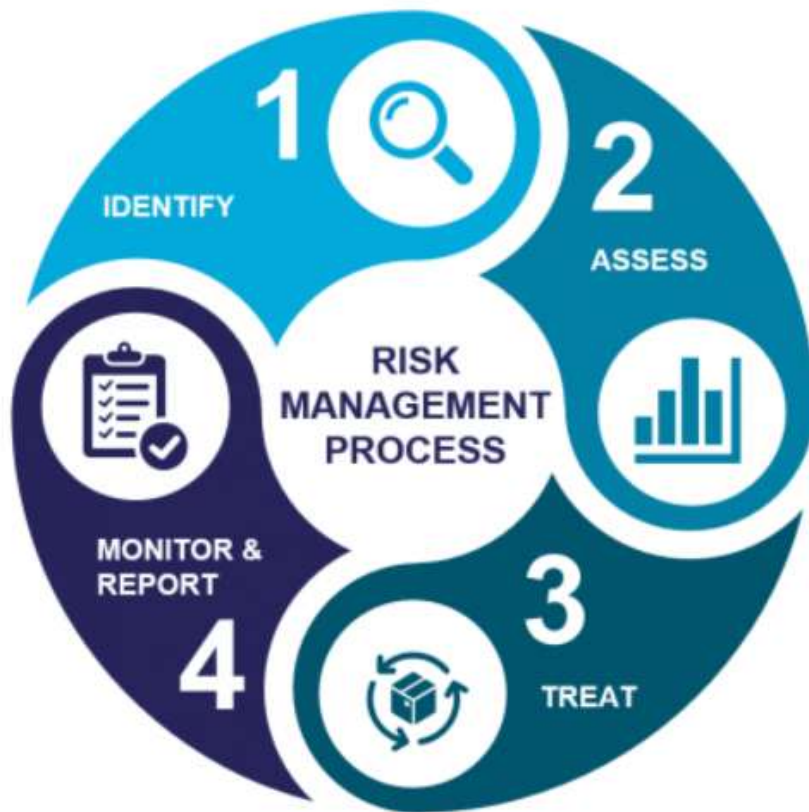 1
IDENTIFY
2
ASSESS
RISK
MANAGEMENT
PROCESS
3
TREAT
MONITOR &
REPORT
4